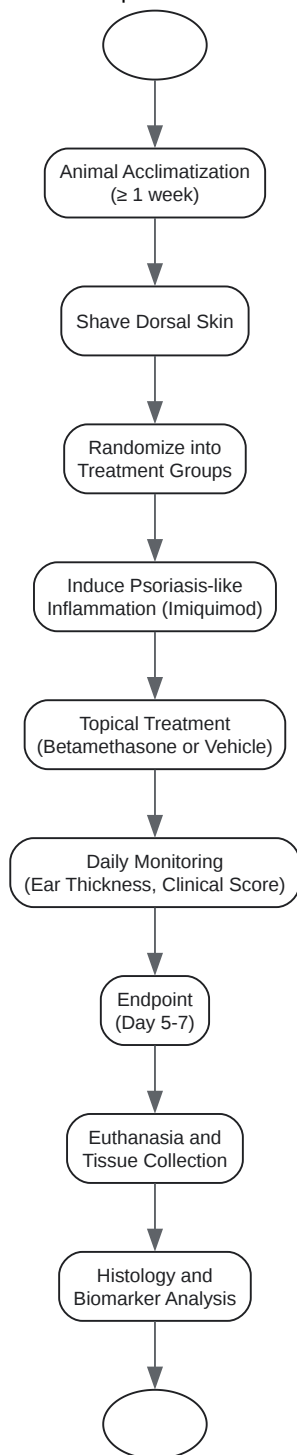 Animal Acclimatization
(≥ 1 week)
Shave Dorsal Skin
Randomize into
Treatment Groups
Induce Psoriasis-like
Inflammation (Imiquimod)
Topical Treatment
(Betamethasone or Vehicle)
Daily Monitoring
(Ear Thickness, Clinical Score)
Endpoint
(Day 5-7)
Euthanasia and
Tissue Collection
Histology and
Biomarker Analysis